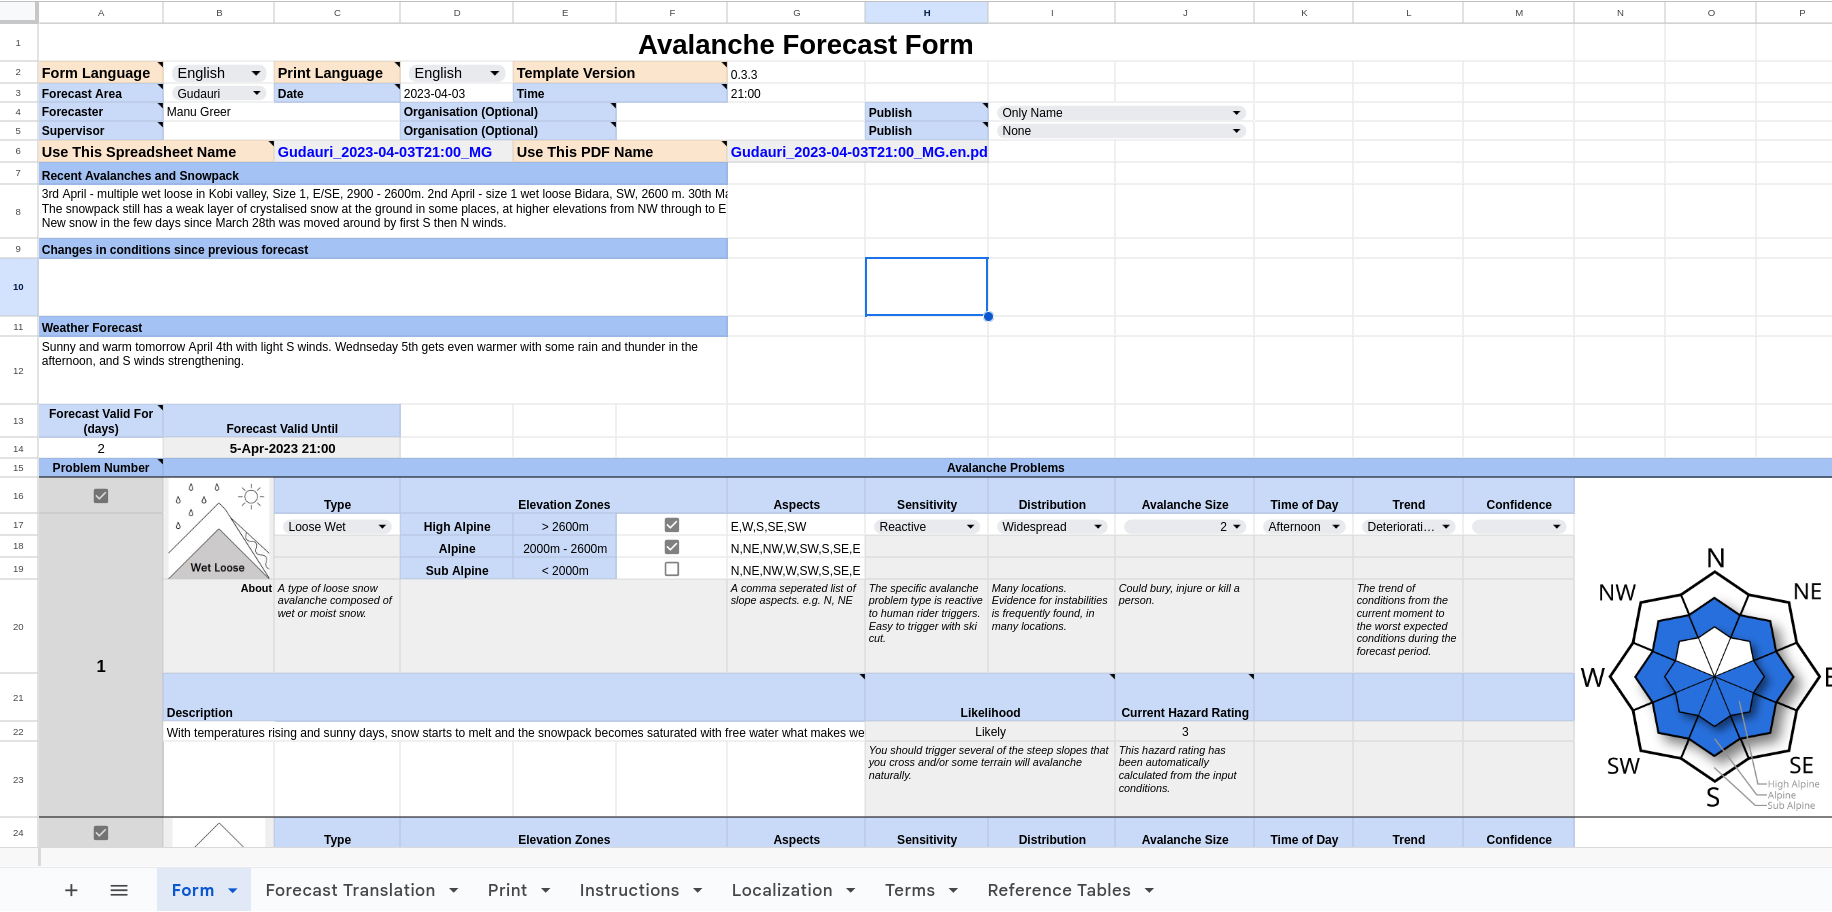 A B C D E F G H I J K L M N O P
1 Avalanche Forecast Form
2 Form Language English Print Language English Template Version 0.3.3
3 Forecast Area Gudauri Date 2023-04-03 Time 21:00
4 Forecaster Manu Greer Organisation (Optional) Publish Only Name
5 Supervisor Organisation (Optional) Publish None
6 Use This Spreadsheet Name Gudauri_2023-04-03T21:00_MG Use This PDF Name Gudauri_2023-04-03T21:00_MG.en.pd
7 Recent Avalanches and Snowpack
3rd April - multiple wet loose in Kobi valley, Size 1, E/SE, 2900 - 2600m. 2nd April - size 1 wet loose Bidara, SW, 2600 m. 30th Ma
8 The snowpack still has a weak layer of crystalised snow at the ground in some places, at higher elevations from NW through to E
New snow in the few days since March 28th was moved around by first S then N winds.
9 Changes in conditions since previous forecast
10
11 Weather Forecast
Sunny and warm tomorrow April 4th with light S winds. Wednseday 5th gets even warmer with some rain and thunder in the
afternoon, and S winds strengthening.
12
13 Forecast Valid For
(days) Forecast Valid Until
14 2 5-Apr-2023 21:00
15 Problem Number Avalanche Problems
16 Type Elevation Zones Aspects Sensitivity Distribution Avalanche Size Time of Day Trend Confidence
17 Loose Wet High Alpine > 2600m E,W,S,SE,SW Reactive Widespread 2 Afternoon Deteriorati...
18 Alpine 2000m - 2600m N,NE,NW,W,SW,S,SE,E
19 Wet Loose Sub Alpine < 2000m N,NE,NW,W,SW,S,SE,E
20 About
A type of loose snow
avalanche composed of
wet or moist snow.
A comma seperated list of
slope aspects. e.g. N, NE
The specific avalanche
problem type is reactive
to human rider triggers.
Easy to trigger with ski
cut.
Many locations.
Evidence for instabilities
is frequently found, in
many locations.
Could bury, injure or kill a
person.
The trend of
conditions from the
current moment to
the worst expected
conditions during the
forecast period.
1
21 Description Likelihood Current Hazard Rating
22 With temperatures rising and sunny days, snow starts to melt and the snowpack becomes saturated with free water what makes we Likely 3
23
You should trigger several of the steep slopes that
you cross and/or some terrain will avalanche
naturally.
This hazard rating has
been automatically
calculated from the input
conditions.
N
NW NE
W E
SW SE
S
High Alpine
Alpine
Sub Alpine
24 Type Elevation Zones Aspects Sensitivity Distribution Avalanche Size Time of Day Trend Confidence
Form Forecast Translation Print Instructions Localization Terms Reference Tables